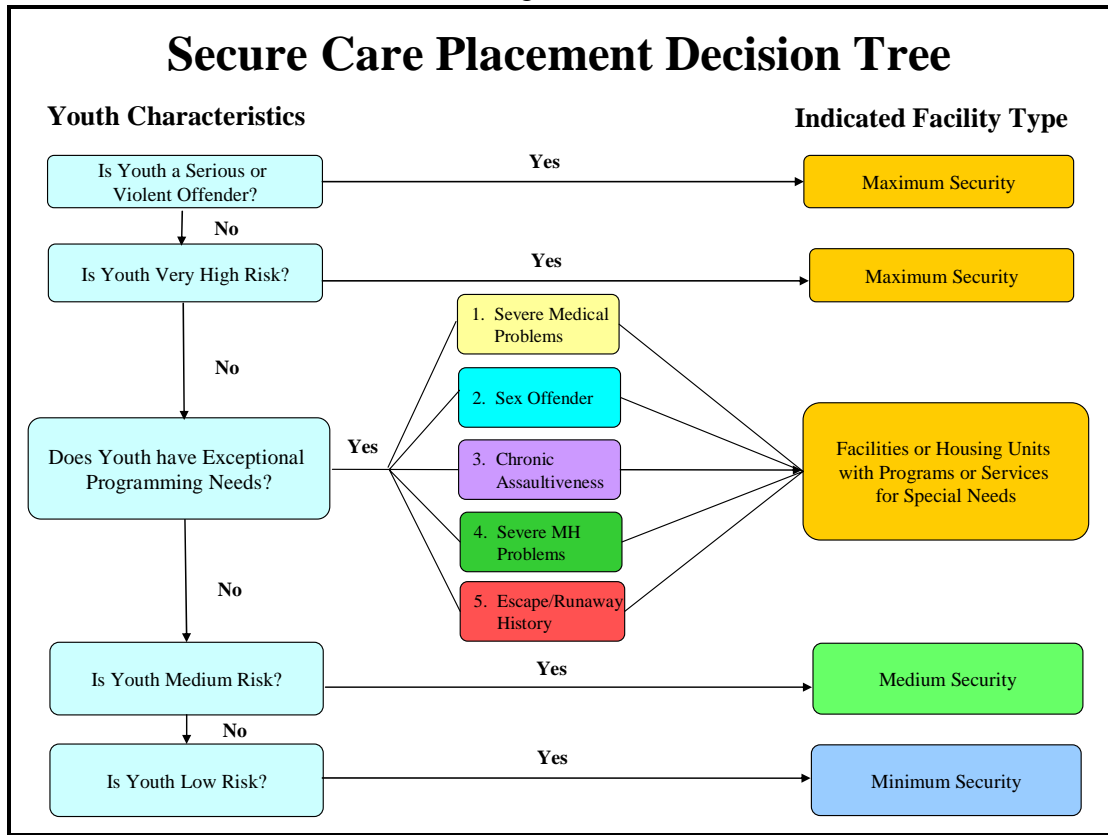 Secure Care Placement Decision Tree
Youth Characteristics
Indicated Facility Type
Is Youth a Serious or
Violent Offender?
Yes
Maximum Security
No
Is Youth Very High Risk?
Yes
Maximum Security
No
1. Severe Medical
Problems
2. Sex Offender
3. Chronic
Assaultiveness
4. Severe MH
Problems
5. Escape/Runaway
History
Does Youth have Exceptional
Programming Needs?
Yes
Facilities or Housing Units
with Programs or Services
for Special Needs
No
Is Youth Medium Risk?
Yes
Medium Security
No
Is Youth Low Risk?
Yes
Minimum Security